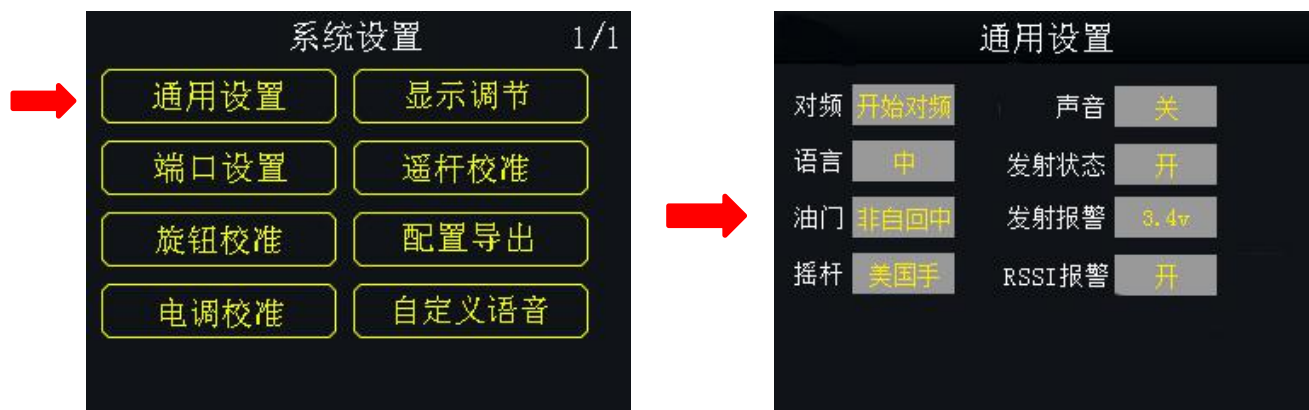 系统设置 1/1
通用设置 显示调节
端口设置 遥杆校准
旋钮校准 配置导出
电调校准 自定义语音
通用设置
对频 开始对频 声音 关
语言 中 发射状态 开
油门 非自回中 发射报警 3.4v
摇杆 美国手 RSSI报警 开